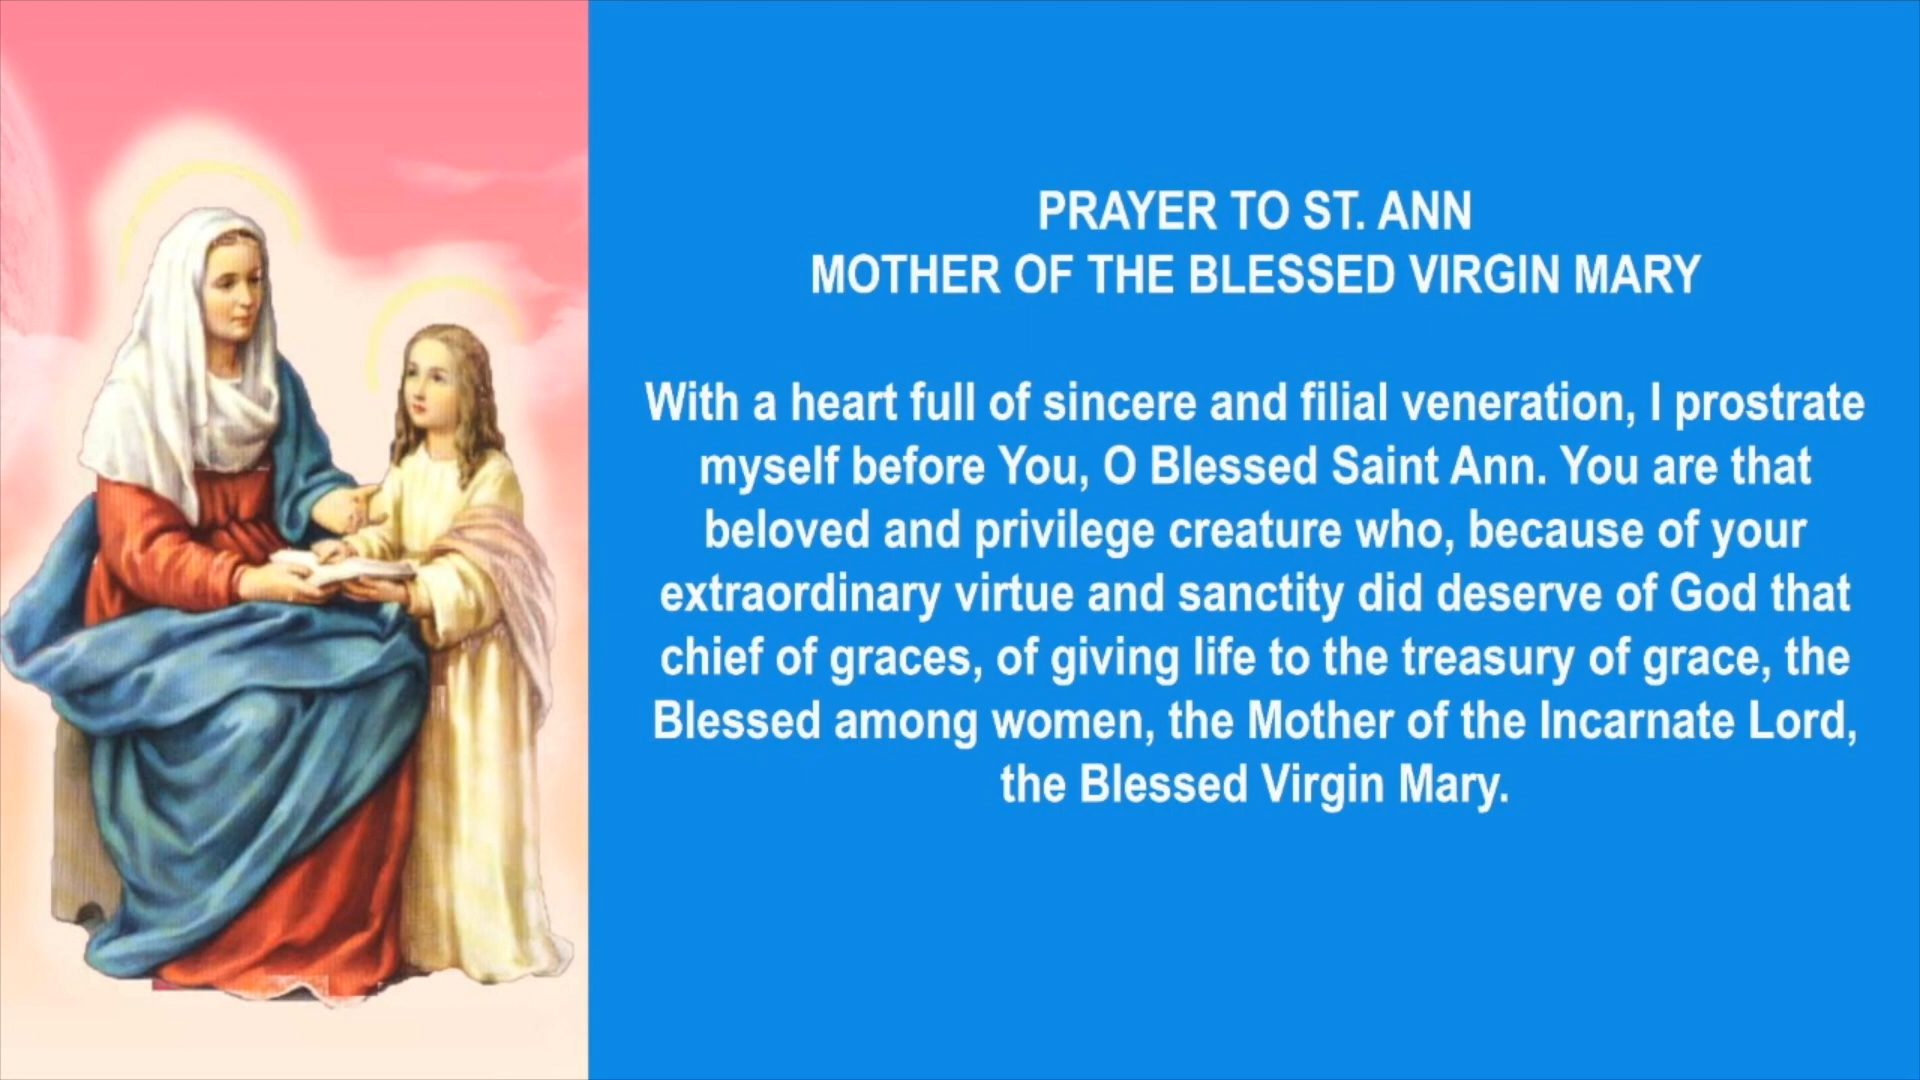 PRAYER TO ST. ANN
MOTHER OF THE BLESSED VIRGIN MARY
With a heart full of sincere and filial veneration, I prostrate
myself before You, O Blessed Saint Ann. You are that
beloved and privilege creature who, because of your
extraordinary virtue and sanctity did deserve of God that
chief of graces, of giving life to the treasury of grace, the
Blessed among women, the Mother of the Incarnate Lord,
the Blessed Virgin Mary.